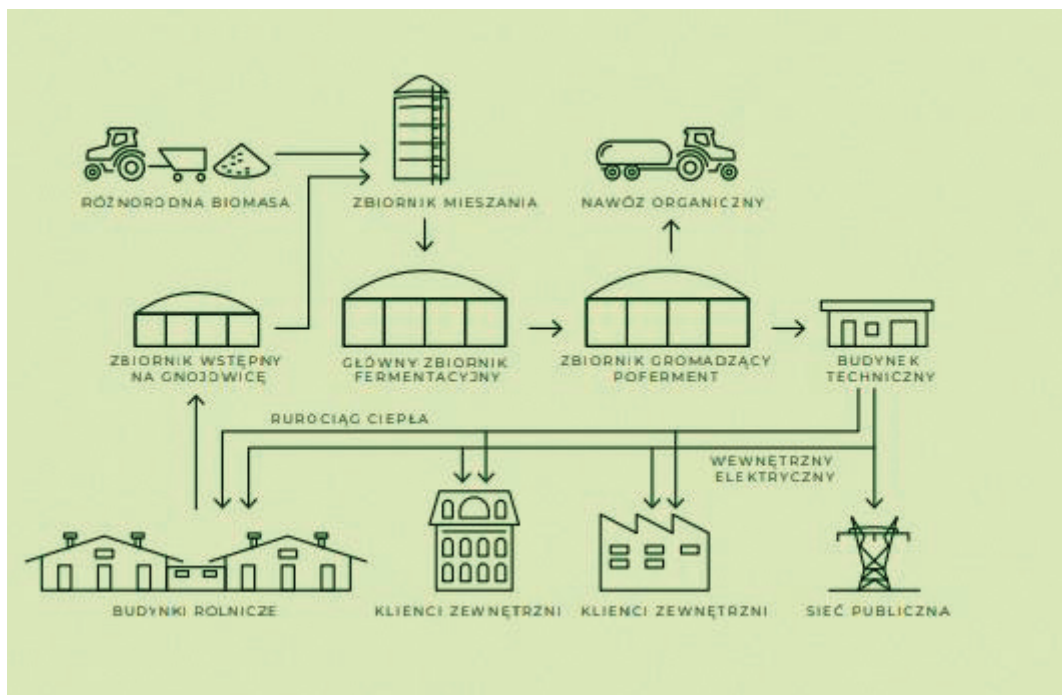 RÓŻNORODNA BIOMASA
ZBIORNIK MIESZANIA
NAWÓZ ORGANICZNY
ZBIORNIK WSTĘPNY
NA GNOJOWICĘ
GŁÓWNY ZBIORNIK
FERMENTACYJNY
ZBIORNIK GROMADZĄCY
POFERMENT
BUDYNEK
TECHNICZNY
RUROCIĄG CIEPŁA
WEWNĘTRZNY
ELEKTRYCZNY
BUDYNKI ROLNICZE
KLIENCI ZEWNĘTRZNI
KLIENCI ZEWNĘTRZNI
SIEĆ PUBLICZNA